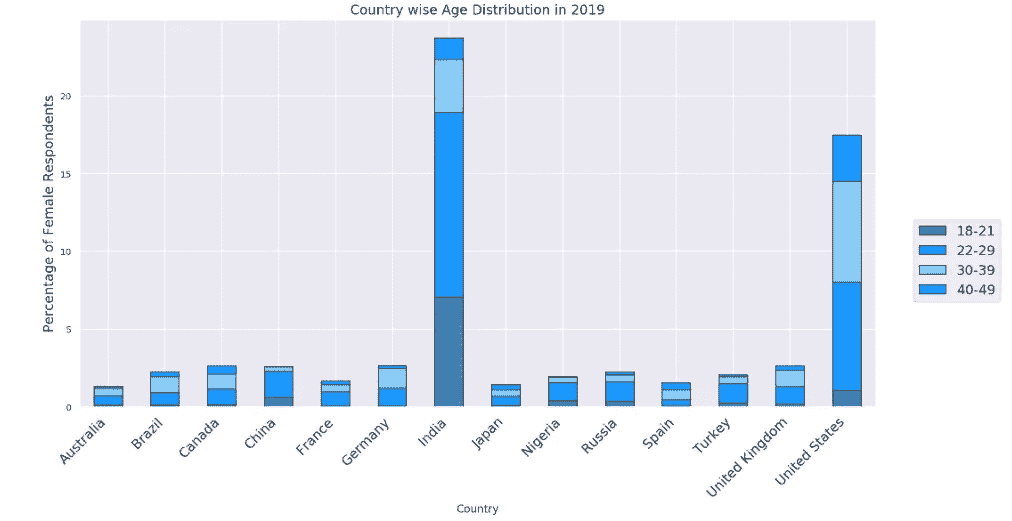 Country wise Age Distribution in 2019
Percentage of Female Respondents
20
15
10
5
0
18-21
22-29
30-39
40-49
Australia
Brazil
Canada
China
France
Germany
India
Japan
Nigeria
Russia
Spain
Turkey
United Kingdom
United States
Country